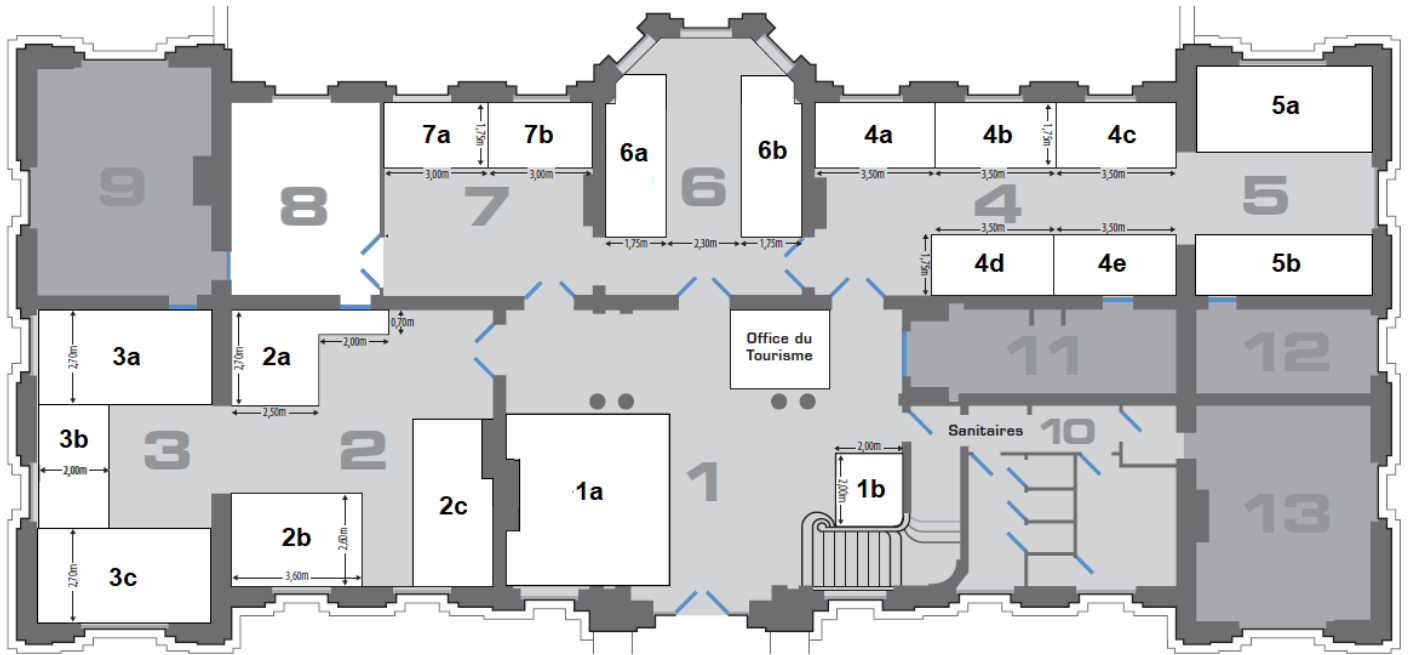 9
8
7a
1,75m
7b
3,00m
3,00m
7
6a
6b
6
1,75m
2,30m
1,75m
4a
4b
1,75m
4c
3,50m
3,50m
3,50m
4
3,50m
3,50m
1,75m
4d
4e
5a
5
5b
3a
2,70m
3b
2,00m
3
3c
2,70m
2a
2,70m
0,70m
2,00m
2,50m
2
2b
2,60m
3,60m
2c
Office du
Tourisme
1a
1
2,00m
2,00m
1b
11
12
Sanitaires
10
13